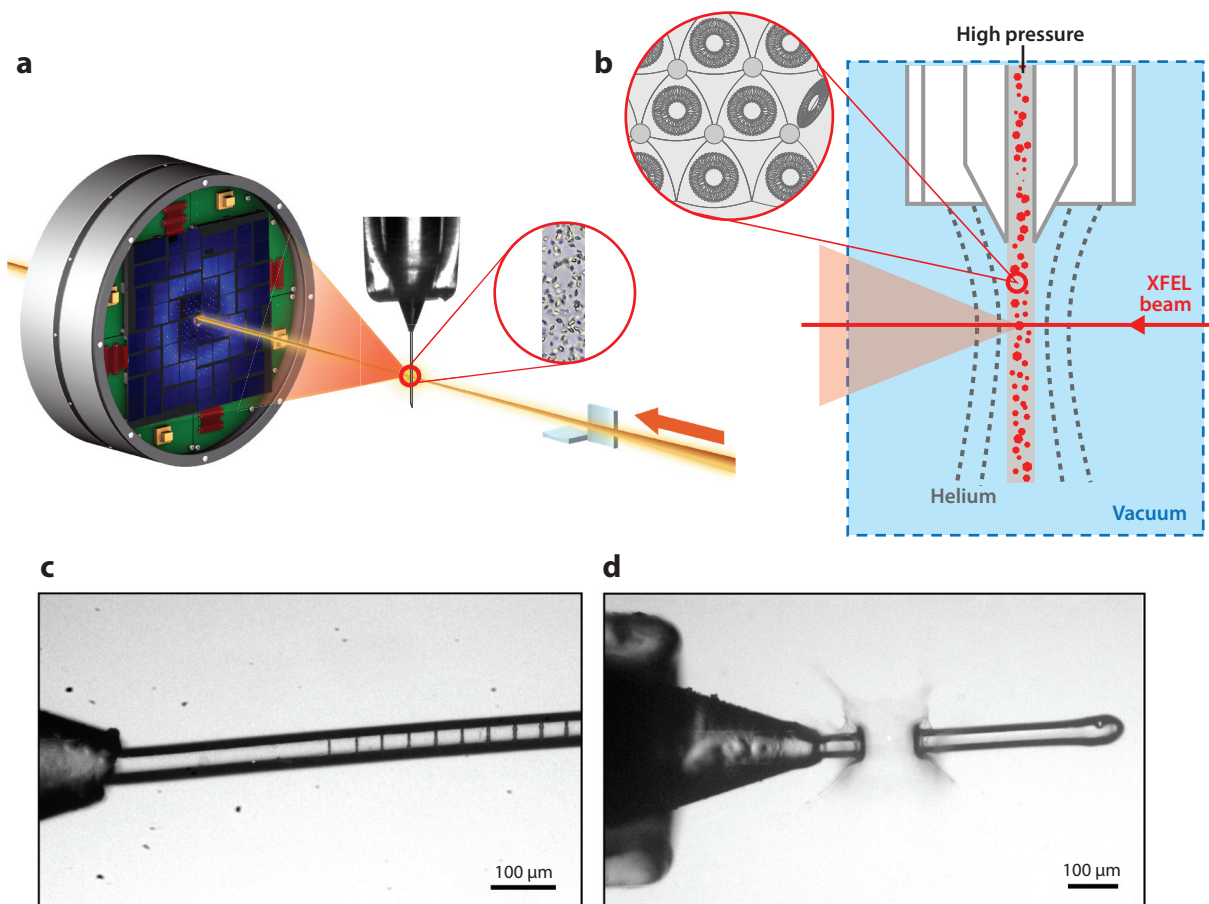 a
b
High pressure
XFEL
beam
Helium
Vacuum
c
d
100 µm
100 µm